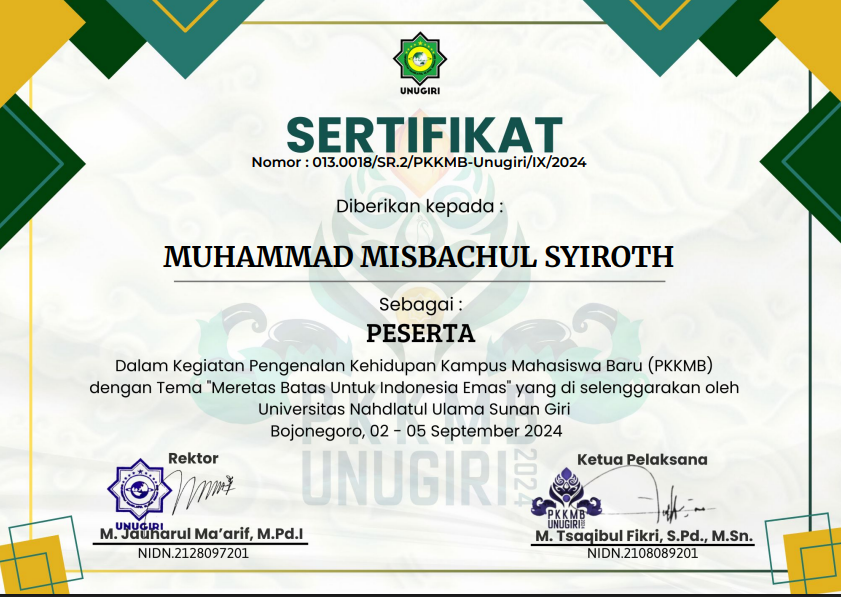 UNUGIRI
SERTIFIKAT
Nomor : 013.0018/SR.2/PKKMB-Unugiri/IX/2024
Diberikan kepada :
MUHAMMAD MISBACHUL SYIROTH
Sebagai :
PESERTA
Dalam Kegiatan Pengenalan Kehidupan Kampus Mahasiswa Baru (PKKMB)
dengan Tema "Meretas Batas Untuk Indonesia Emas" yang di selenggarakan oleh
Universitas Nahdlatul Ulama Sunan Giri
Bojonegoro, 02 - 05 September 2024
PKKMB
UNUGIRI 2024
Rektor
UNUGIRI
M. Jauharul Ma'arif, M.Pd.I
NIDN.2128097201
Ketua Pelaksana
PKKMB
UNUGIRI
M. Tsaqibul Fikri, S.Pd., M.Sn.
NIDN.2108089201